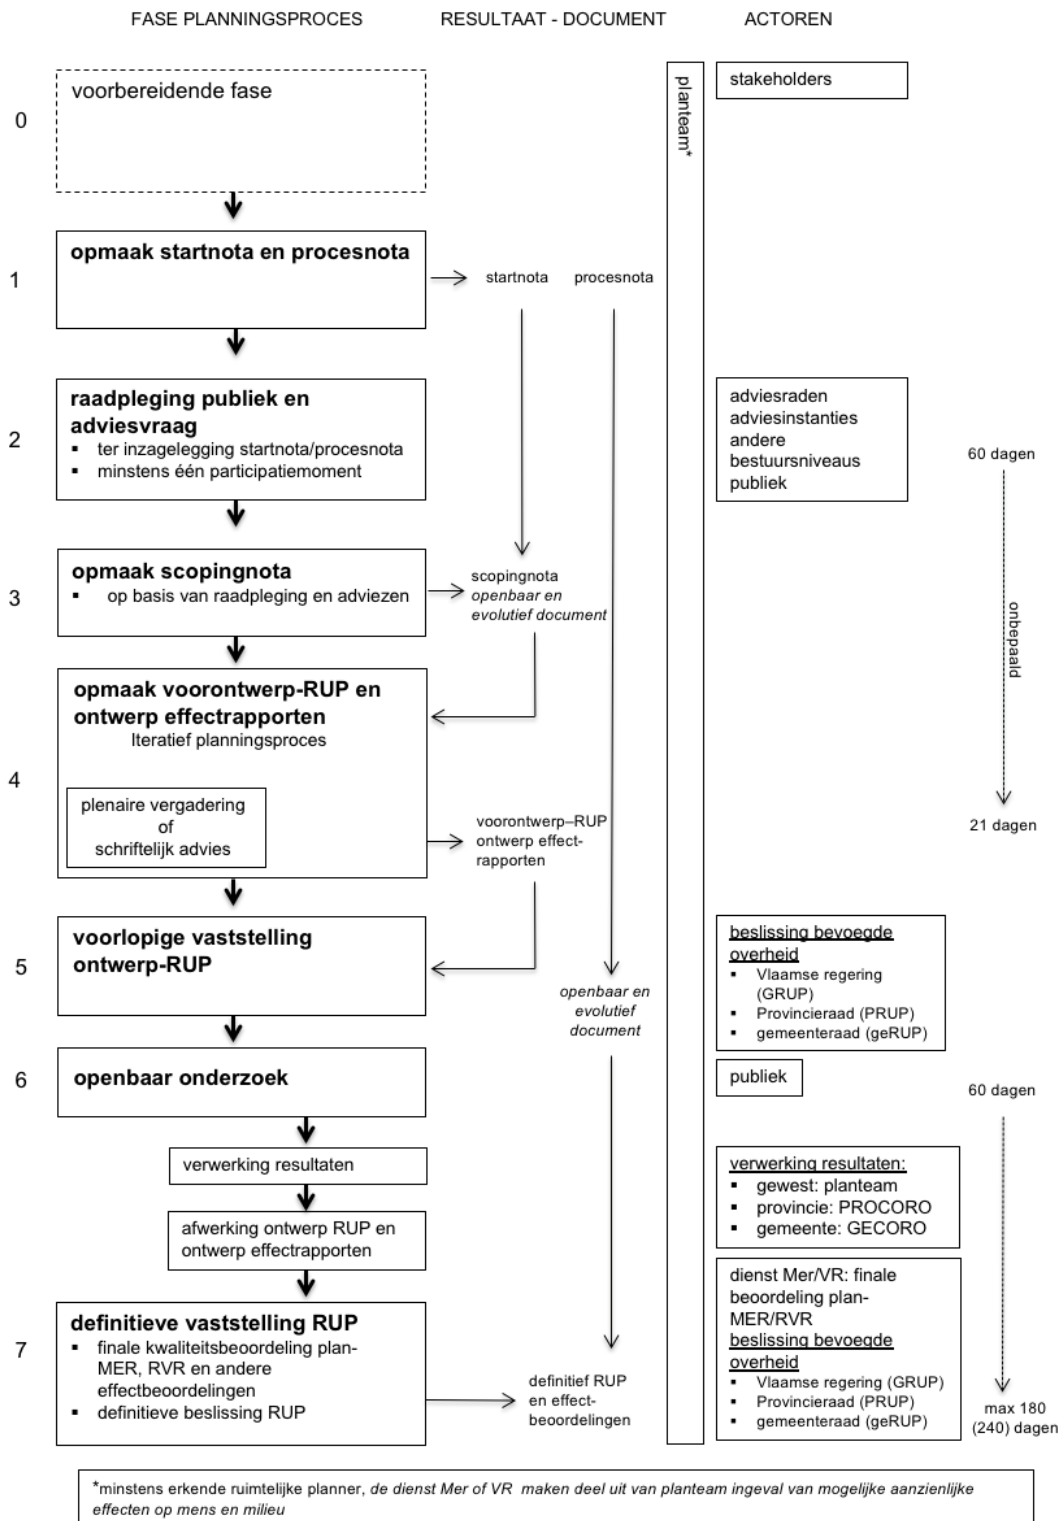 FASE PLANNINGSPROCES
RESULTAAT - DOCUMENT
ACTOREN
0
voorbereidende fase
planteam*
stakeholders
1
opmaak startnota en procesnota
startnota
procesnota
2
raadpleging publiek en
adviesvraag
▪ ter inzagelegging startnota/procesnota
▪ minstens één participatiemoment
adviesraden
adviesinstanties
andere
bestuursniveaus
publiek
60 dagen
3
opmaak scopingnota
▪ op basis van raadpleging en adviezen
scopingnota
openbaar en
evolutief document
onbepaald
4
opmaak voorontwerp-RUP en
ontwerp effectrapporten
Iteratief planningsproces
plenaire vergadering
of
schriftelijk advies
voorontwerp–RUP
ontwerp effect-
rapporten
21 dagen
5
voorlopige vaststelling
ontwerp-RUP
openbaar en
evolutief
document
beslissing bevoegde
overheid
▪ Vlaamse regering
(GRUP)
▪ Provincieraad (PRUP)
▪ gemeenteraad (geRUP)
6
openbaar onderzoek
publiek
60 dagen
verwerking resultaten
verwerking resultaten:
▪ gewest: planteam
▪ provincie: PROCORO
▪ gemeente: GECORO
afwerking ontwerp RUP en
ontwerp effectrapporten
7
definitieve vaststelling RUP
▪ finale kwaliteitsbeoordeling plan-
MER, RVR en andere
effectbeoordelingen
▪ definitieve beslissing RUP
definitief RUP
en effect-
beoordelingen
dienst Mer/VR: finale
beoordeling plan-
MER/RVR
beslissing bevoegde
overheid
▪ Vlaamse regering (GRUP)
▪ Provincieraad (PRUP)
▪ gemeenteraad (geRUP)
max 180
(240) dagen
*minstens erkende ruimtelijke planner, de dienst Mer of VR maken deel uit van planteam ingeval van mogelijke aanzienlijke
effecten op mens en milieu